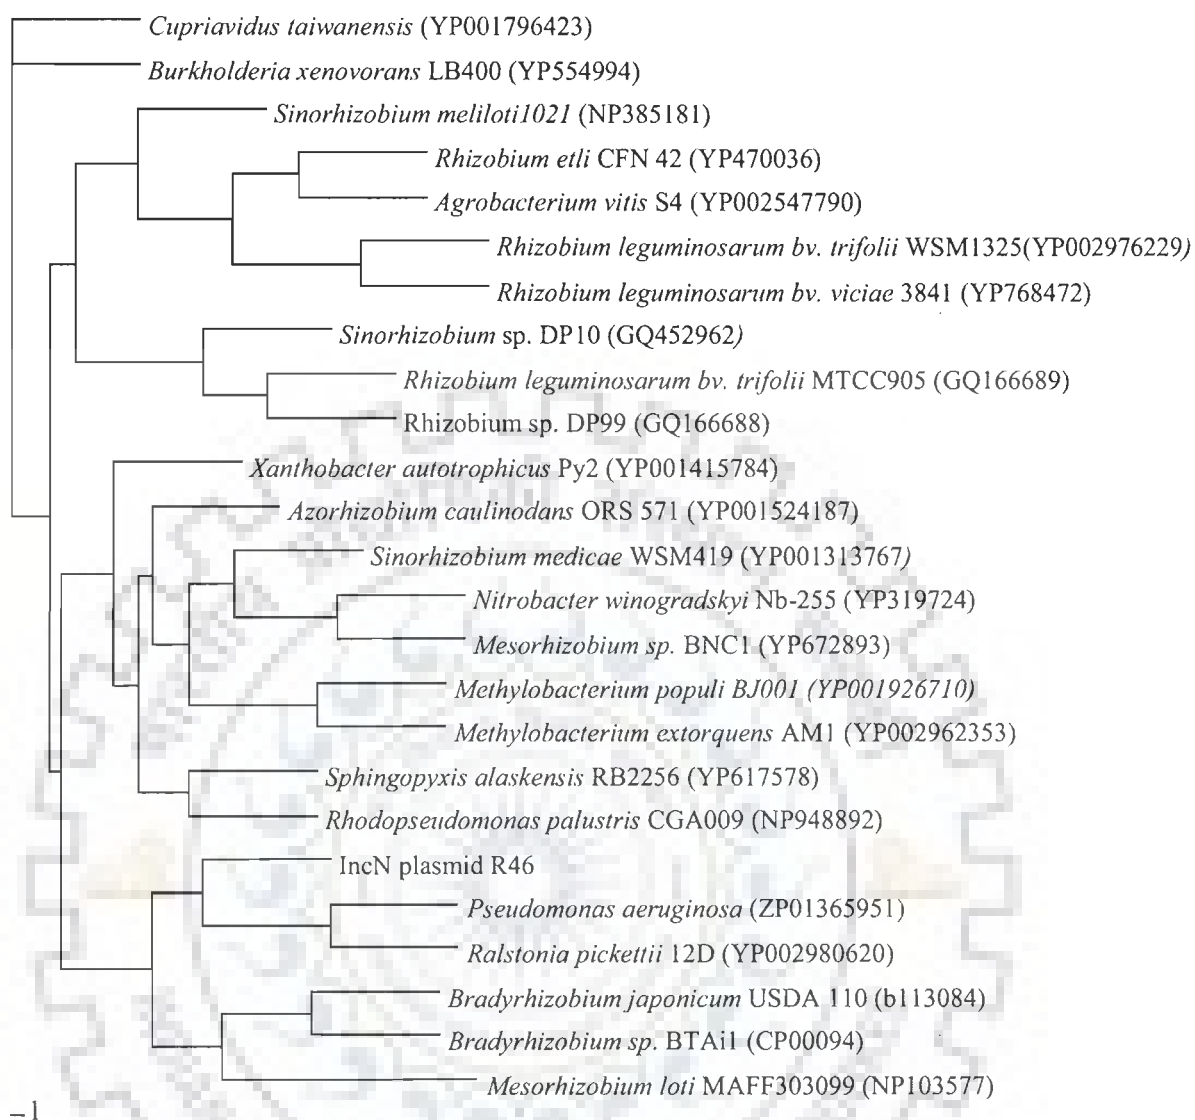 Cupriavidus taiwanensis (YP001796423)
Burkholderia xenovorans LB400 (YP554994)
Sinorhizobium meliloti1021 (NP385181)
Rhizobium etli CFN 42 (YP470036)
Agrobacterium vitis S4 (YP002547790)
Rhizobium leguminosarum bv. trifolii WSM1325(YP002976229)
Rhizobium leguminosarum bv. viciae 3841 (YP768472)
Sinorhizobium sp. DP10 (GQ452962)
Rhizobium leguminosarum bv. trifolii MTCC905 (GQ166689)
Rhizobium sp. DP99 (GQ166688)
Xanthobacter autotrophicus Py2 (YP001415784)
Azorhizobium caulinodans ORS 571 (YP001524187)
Sinorhizobium medicae WSM419 (YP001313767)
Nitrobacter winogradskyi Nb-255 (YP319724)
Mesorhizobium sp. BNC1 (YP672893)
Methylobacterium populi BJ001 (YP001926710)
Methylobacterium extorquens AM1 (YP002962353)
Sphingopyxis alaskensis RB2256 (YP617578)
Rhodopseudomonas palustris CGA009 (NP948892)
IncN plasmid R46
Pseudomonas aeruginosa (ZP01365951)
Ralstonia pickettii 12D (YP002980620)
Bradyrhizobium japonicum USDA 110 (b113084)
Bradyrhizobium sp. BTAi1 (CP00094)
Mesorhizobium loti MAFF303099 (NP103577)
1